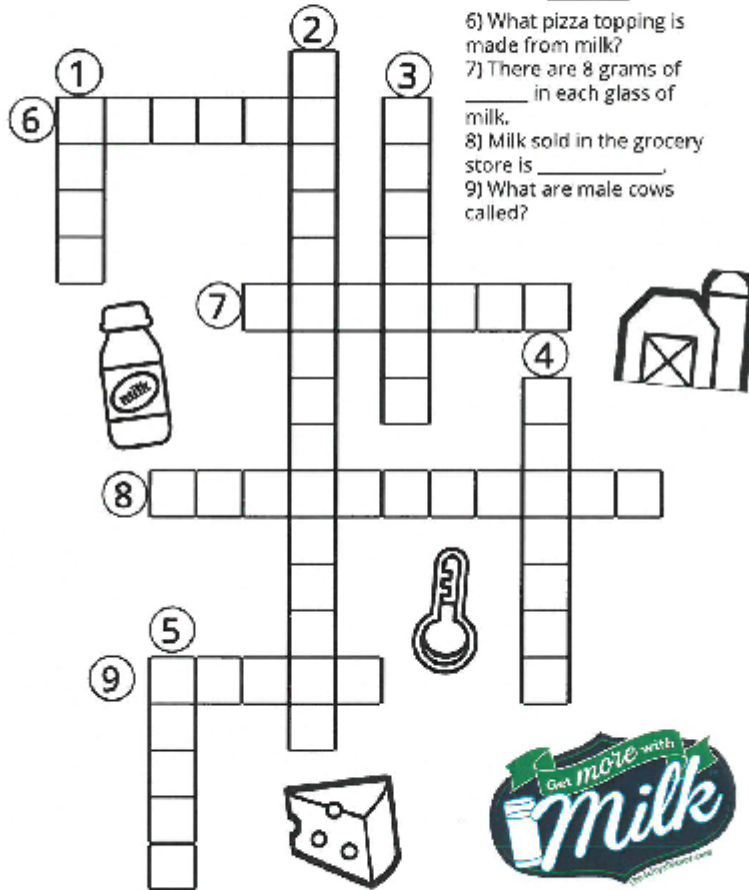 6) What pizza topping is
made from milk?
7) There are 8 grams of
______ in each glass of
milk.
8) Milk sold in the grocery
store is ____________.
9) What are male cows
called?
2
1
3
6
7
4
milk
8
5
9
Get more with
Milk